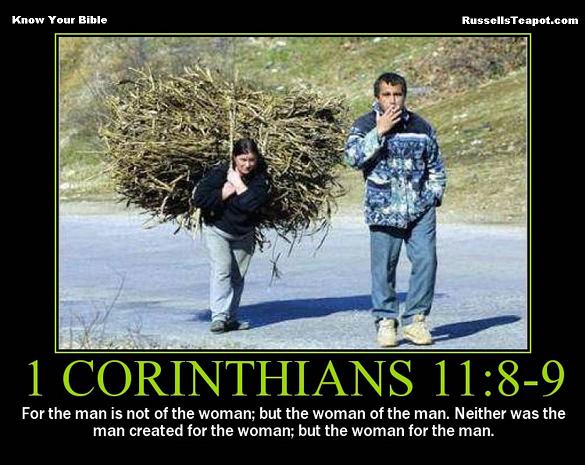 Know Your Bible
RussellsTeapot.com
1 CORINTHIANS 11:8-9
For the man is not of the woman; but the woman of the man. Neither was the
man created for the woman; but the woman for the man.